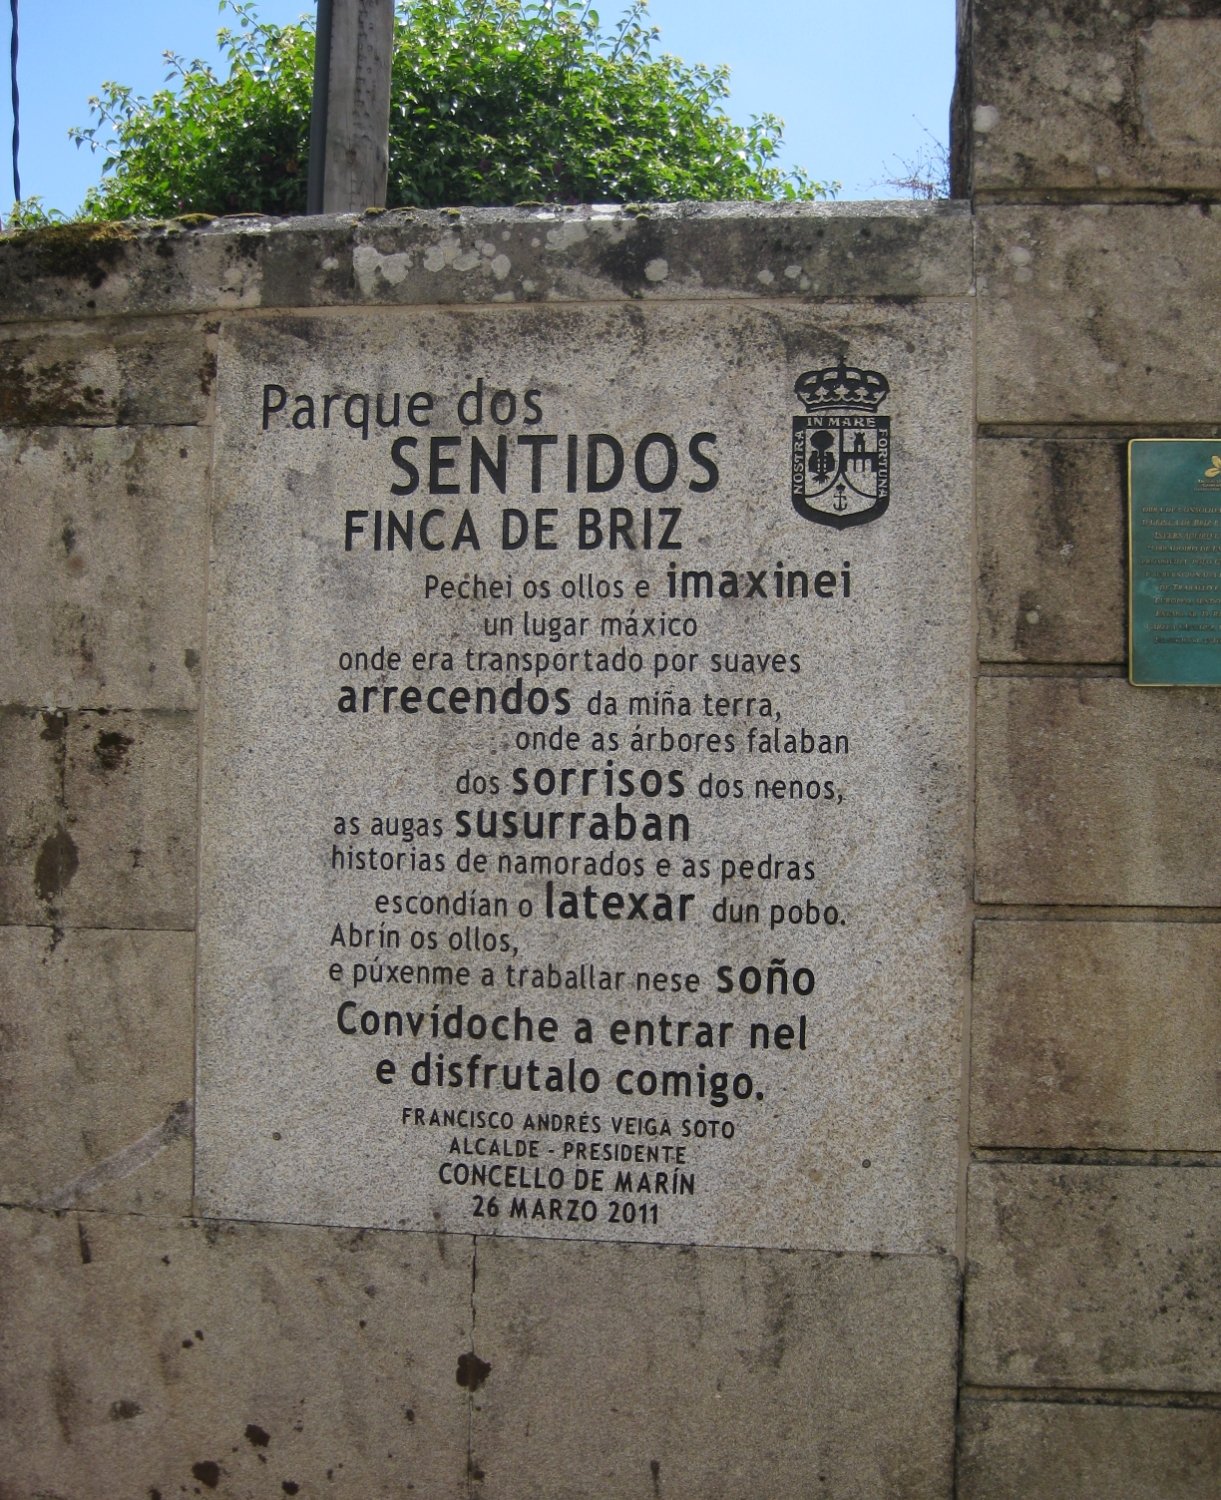 Parque dos
SENTIDOS
FINCA DE BRIZ
IN MARE
NOSTRA
FORTUNA
Pechei os ollos e imaxinei
un lugar máxico
onde era transportado por suaves
arrecendos da miña terra,
onde as árbores falaban
dos sorrisos dos nenos,
as augas susurraban
historias de namorados e as pedras
escondían o latexar dun pobo.
Abrín os ollos,
e púxenme a traballar nese soño
Convídoche a entrar nel
e disfrutalo comigo.
FRANCISCO ANDRÉS VEIGA SOTO
ALCALDE - PRESIDENTE
CONCELLO DE MARÍN
26 MARZO 2011